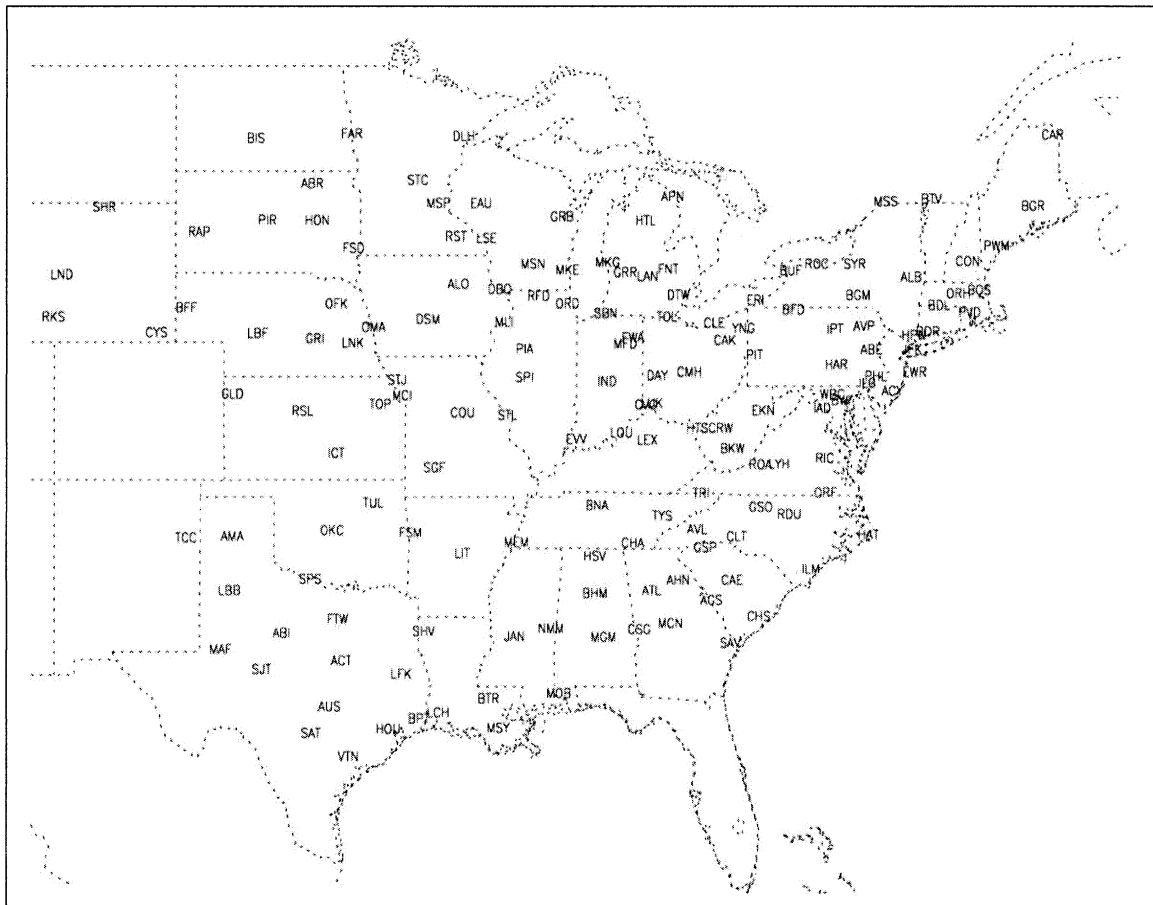 CAR
FAR
DLH
BIS
STC
ABR
APN
MSS
BTV
MSP
EAU
SHR
BGR
GRB
HTL
PIR
HON
RAP
RST
LSE
FSD
PWM
CON
MSN
MKE
MKG
GRR
LAN
FNT
BUF
ROC
SYR
ALB
LND
ALO
DBQ
RFD
ORD
DTW
ERI
BGM
ORH
BOS
BFF
OFK
BFD
BDL
PVD
RKS
SBN
TOL
CYS
LBF
GRI
OMA
LNK
DSM
MLI
CLE
YNG
CAK
IPT
AVP
BDR
PIA
MFD
PIT
ABE
HAR
SPI
IND
DAY
CMH
PHL
EWR
STJ
MCI
GLD
TOP
RSL
COU
STL
ACY
IAD
EKN
LOU
LEX
EVV
HTS
CRW
BKW
ICT
SGF
ROA
LYH
RIC
TRI
ORF
TUL
BNA
TYS
GSO
RDU
TCC
AMA
OKC
FSM
LIT
MEM
CHA
AVL
GSP
CLT
HAT
HSV
SPS
LBB
BHM
ATL
AHN
CAE
ILM
AGS
FTW
ABI
SHV
JAN
NMM
MGM
CSG
MCN
CHS
SAV
MAF
SJT
ACT
LFK
BTR
MOB
AUS
BPT
LCH
SAT
HOU
MSY
VTN